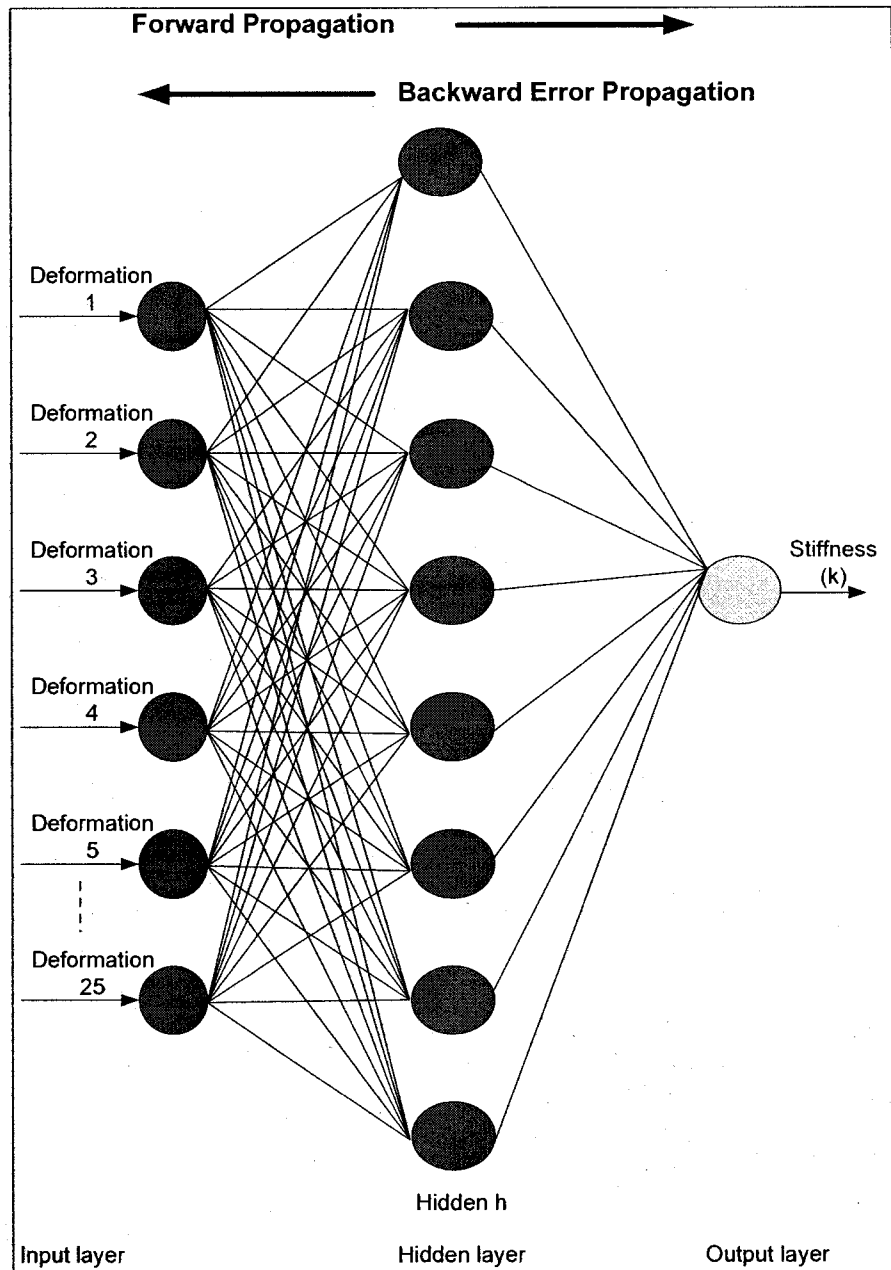 Forward Propagation
Backward Error Propagation
Deformation
1
Deformation
2
Deformation
3
Deformation
4
Deformation
5
Deformation
25
Stiffness
(k)
Hidden h
Input layer
Hidden layer
Output layer